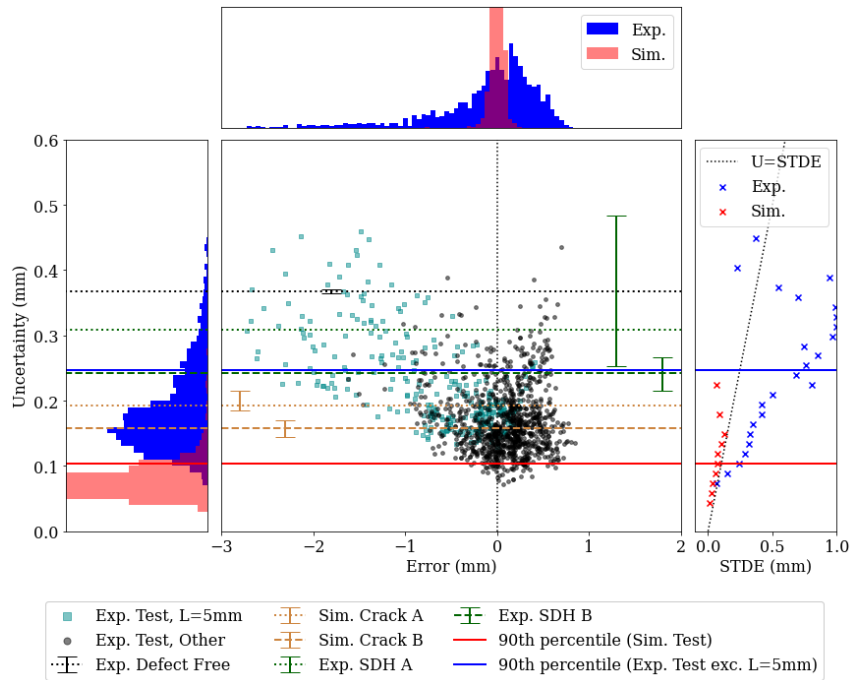 Exp.
Sim.
0.6
0.5
0.4
0.3
0.2
0.1
0.0
Uncertainty (mm)
U=STDE
Exp.
Sim.
−3
−2
−1
0
1
2
Error (mm)
0.0
0.5
1.0
STDE (mm)
Exp. Test, L=5mm
Exp. Test, Other
Exp. Defect Free
Sim. Crack A
Sim. Crack B
Exp. SDH A
Exp. SDH B
90th percentile (Sim. Test)
90th percentile (Exp. Test exc. L=5mm)